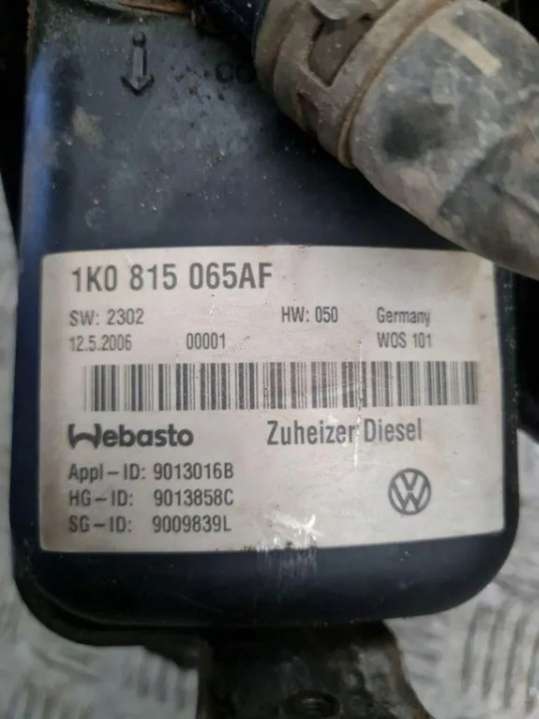 1K0 815 065AF
SW: 2302 HW: 050 Germany
12.5.2006 00001 WOS 101
Webasto Zuheizer Diesel
Appl-ID: 9013016B
HG-ID: 9013858C
SG-ID: 9009839L
VW